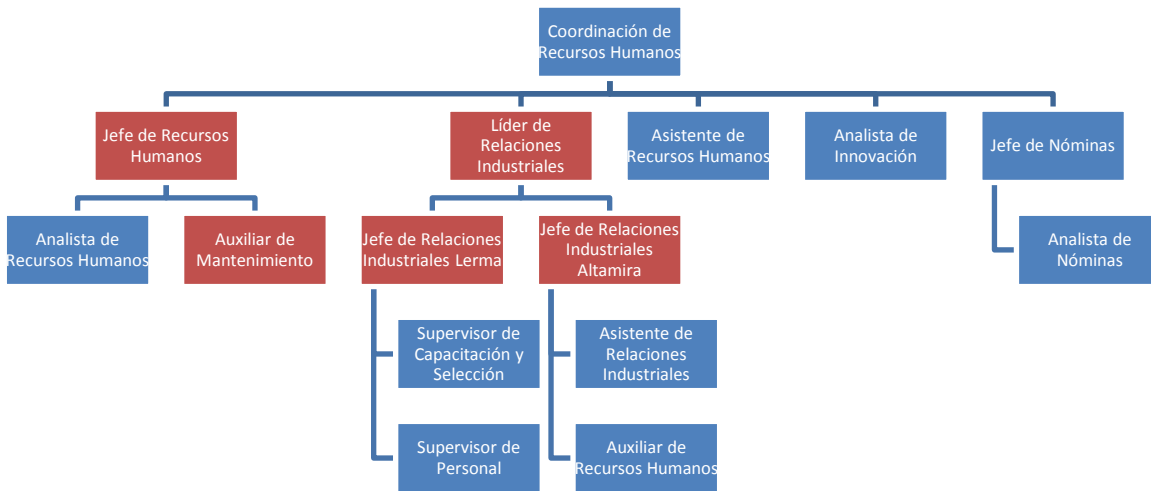 Coordinación de
Recursos Humanos
Jefe de Recursos
Humanos
Líder de
Relaciones
Industriales
Asistente de
Recursos Humanos
Analista de
Innovación
Jefe de Nóminas
Analista de
Recursos Humanos
Auxiliar de
Mantenimiento
Jefe de Relaciones
Industriales Lerma
Jefe de Relaciones
Industriales
Altamira
Analista de
Nóminas
Supervisor de
Capacitación y
Selección
Asistente de
Relaciones
Industriales
Supervisor de
Personal
Auxiliar de
Recursos Humanos